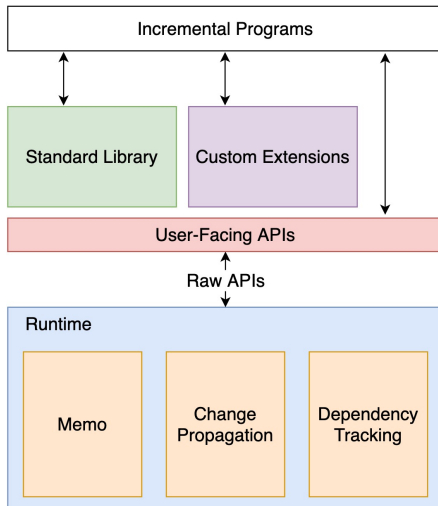 Incremental Programs
Standard Library
Custom Extensions
User-Facing APIs
Raw APIs
Runtime
Memo
Change
Propagation
Dependency
Tracking